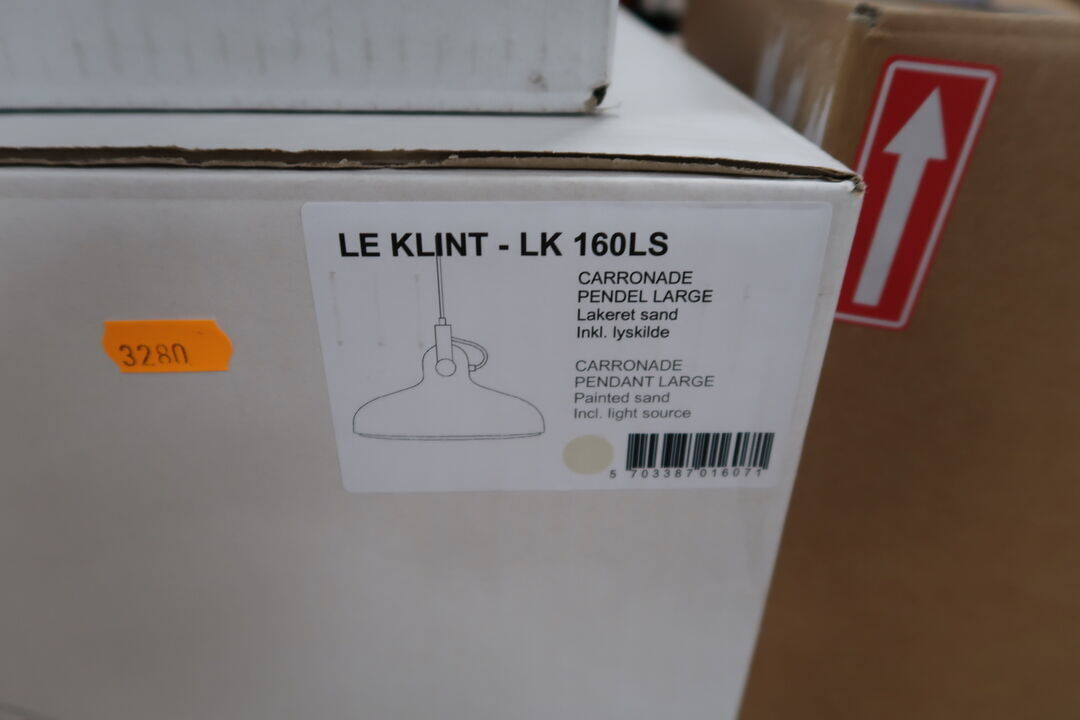 LE KLINT - LK 160LS
CARRONADE
PENDEL LARGE
Lakeret sand
Inkl. lyskilde
CARRONADE
PENDANT LARGE
Painted sand
Incl. light source
5 703387 016071
3280